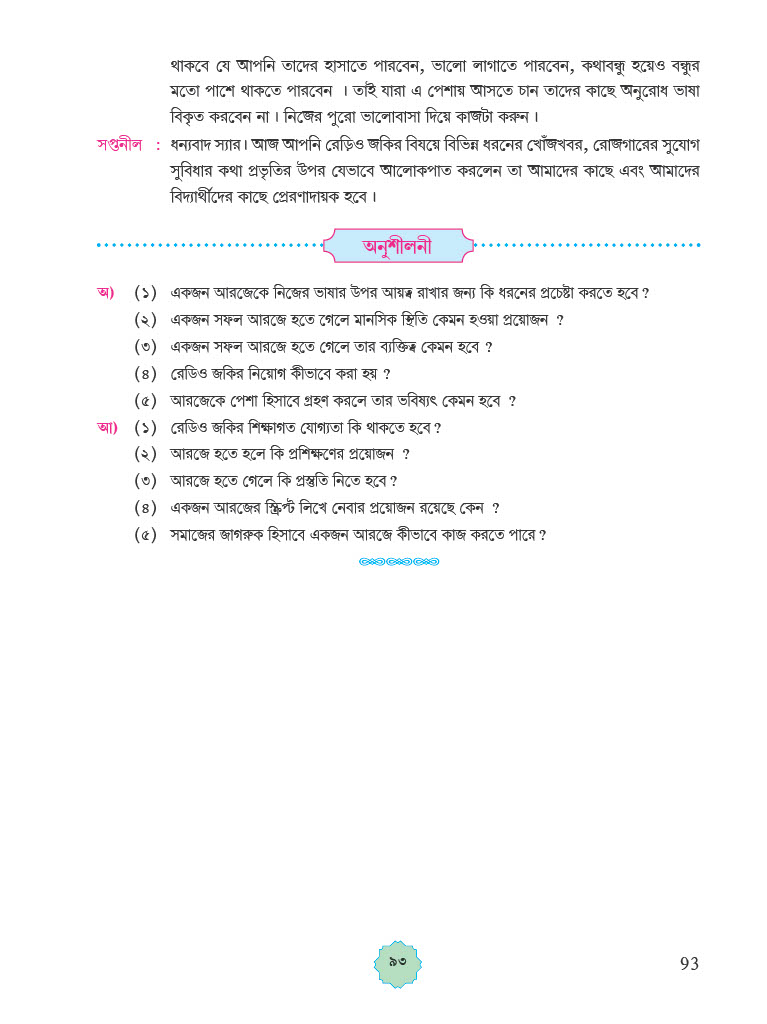 থাকবে যে আপনি তাদের হাসাতে পারবেন, ভালো লাগাতে পারবেন, কথাবন্ধু হয়েও বন্ধুর
মতো পাশে থাকতে পারবেন । তাই যারা এ পেশায় আসতে চান তাদের কাছে অনুরোধ ভাষা
বিকৃত করবেন না । নিজের পুরো ভালোবাসা দিয়ে কাজটা করুন ।
সপ্তনীল : ধন্যবাদ স্যার। আজ আপনি রেডিও জকির বিষয়ে বিভিন্ন ধরনের খোঁজখবর, রোজগারের সুযোগ
সুবিধার কথা প্রভৃতির উপর যেভাবে আলোকপাত করলেন তা আমাদের কাছে এবং আমাদের
বিদ্যার্থীদের কাছে প্রেরণাদায়ক হবে ।
অনুশীলনী
অ) (১) একজন আরজেকে নিজের ভাষার উপর আয়ত্ব রাখার জন্য কি ধরনের প্রচেষ্টা করতে হবে ?
(২) একজন সফল আরজে হতে গেলে মানসিক স্থিতি কেমন হওয়া প্রয়োজন ?
(৩) একজন সফল আরজে হতে গেলে তার ব্যক্তিত্ব কেমন হবে ?
(৪) রেডিও জকির নিয়োগ কীভাবে করা হয় ?
(৫) আরজেকে পেশা হিসাবে গ্রহণ করলে তার ভবিষ্যৎ কেমন হবে ?
আ) (১) রেডিও জকির শিক্ষাগত যোগ্যতা কি থাকতে হবে ?
(২) আরজে হতে হলে কি প্রশিক্ষণের প্রয়োজন ?
(৩) আরজে হতে গেলে কি প্রস্তুতি নিতে হবে ?
(৪) একজন আরজের স্ক্রিপ্ট লিখে নেবার প্রয়োজন রয়েছে কেন ?
(৫) সমাজের জাগরুক হিসাবে একজন আরজে কীভাবে কাজ করতে পারে ?
৯৩
93